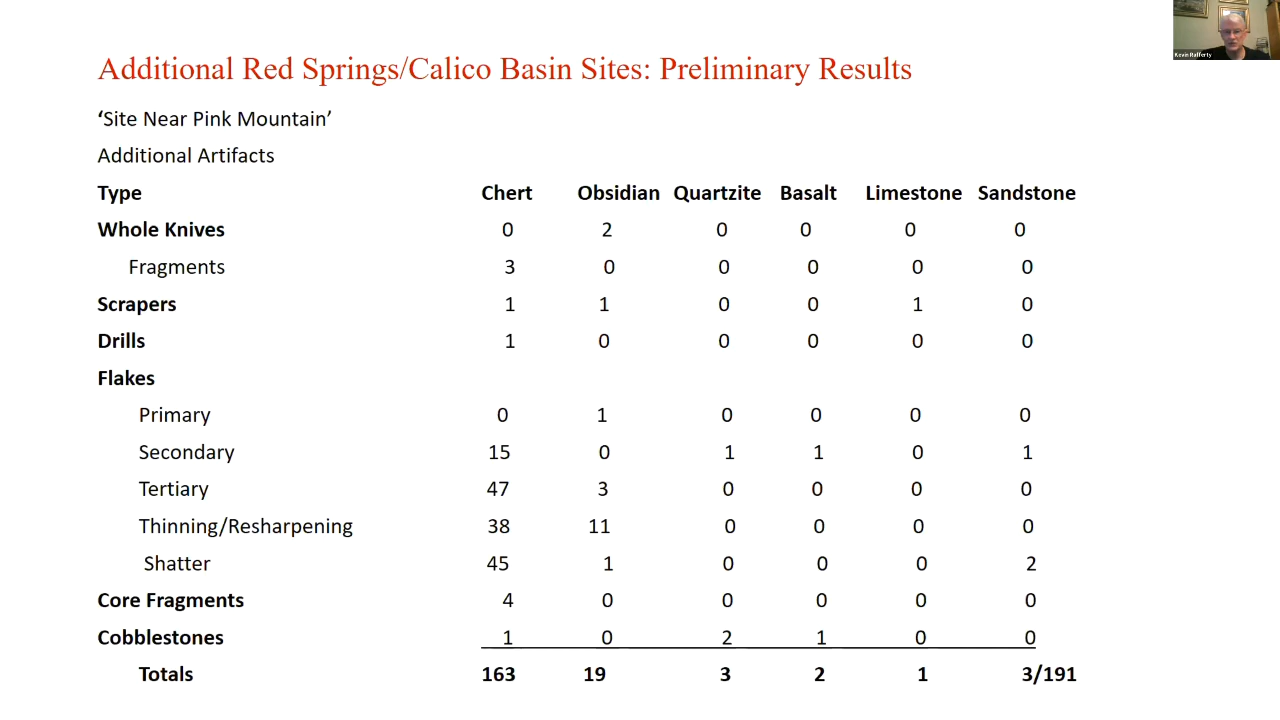 Kevin Rafferty
Additional Red Springs/Calico Basin Sites: Preliminary Results
‘Site Near Pink Mountain’
Additional Artifacts
Type Chert Obsidian Quartzite Basalt Limestone Sandstone
Whole Knives 0 2 0 0 0 0
Fragments 3 0 0 0 0 0
Scrapers 1 1 0 0 1 0
Drills 1 0 0 0 0 0
Flakes
Primary 0 1 0 0 0 0
Secondary 15 0 1 1 0 1
Tertiary 47 3 0 0 0 0
Thinning/Resharpening 38 11 0 0 0 0
Shatter 45 1 0 0 0 2
Core Fragments 4 0 0 0 0 0
Cobblestones 1 0 2 1 0 0
Totals 163 19 3 2 1 3/191